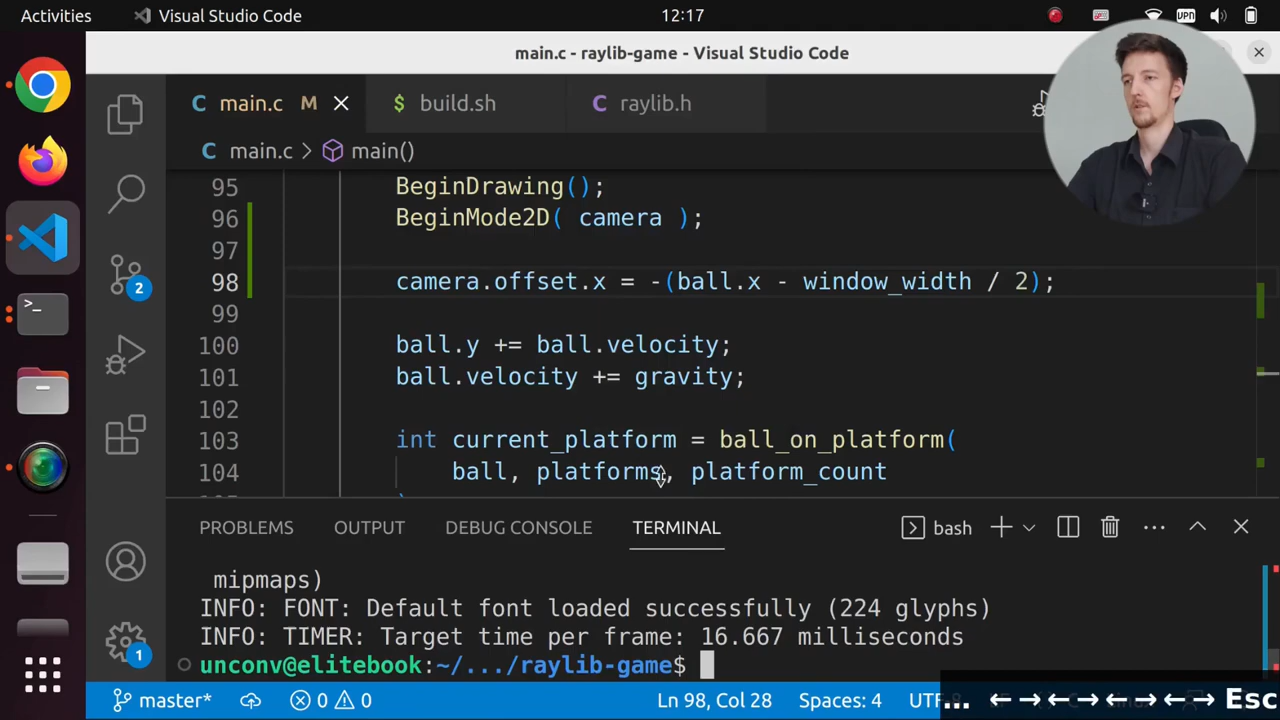 Activities
Visual Studio Code
12:17
VPN
main.c - raylib-game - Visual Studio Code
C main.c M
$ build.sh
C raylib.h
C main.c > main()
95 BeginDrawing();
96 BeginMode2D( camera );
97
98 camera.offset.x = -(ball.x - window_width / 2);
99
100 ball.y += ball.velocity;
101 ball.velocity += gravity;
102
103 int current_platform = ball_on_platform(
104 ball, platforms, platform_count
2
1
PROBLEMS OUTPUT DEBUG CONSOLE TERMINAL
bash
mipmaps)
INFO: FONT: Default font loaded successfully (224 glyphs)
INFO: TIMER: Target time per frame: 16.667 milliseconds
unconv@elitebook:~/.../raylib-game$
master* 0 0 Ln 98, Col 28 Spaces: 4
... ←→←→←→←→ Esc